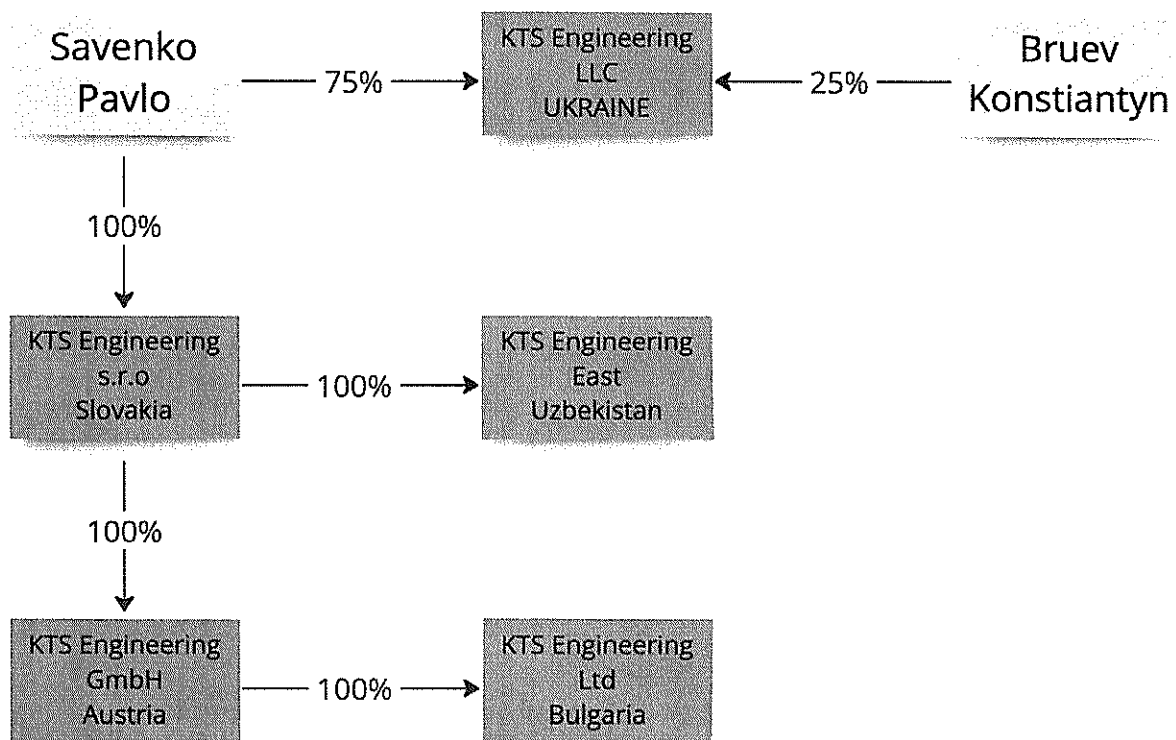 Savenko
Pavlo
75%
KTS Engineering
LLC
UKRAINE
25%
Bruev
Konstiantyn
100%
KTS Engineering
s.r.o
Slovakia
100%
KTS Engineering
East
Uzbekistan
100%
KTS Engineering
GmbH
Austria
100%
KTS Engineering
Ltd
Bulgaria